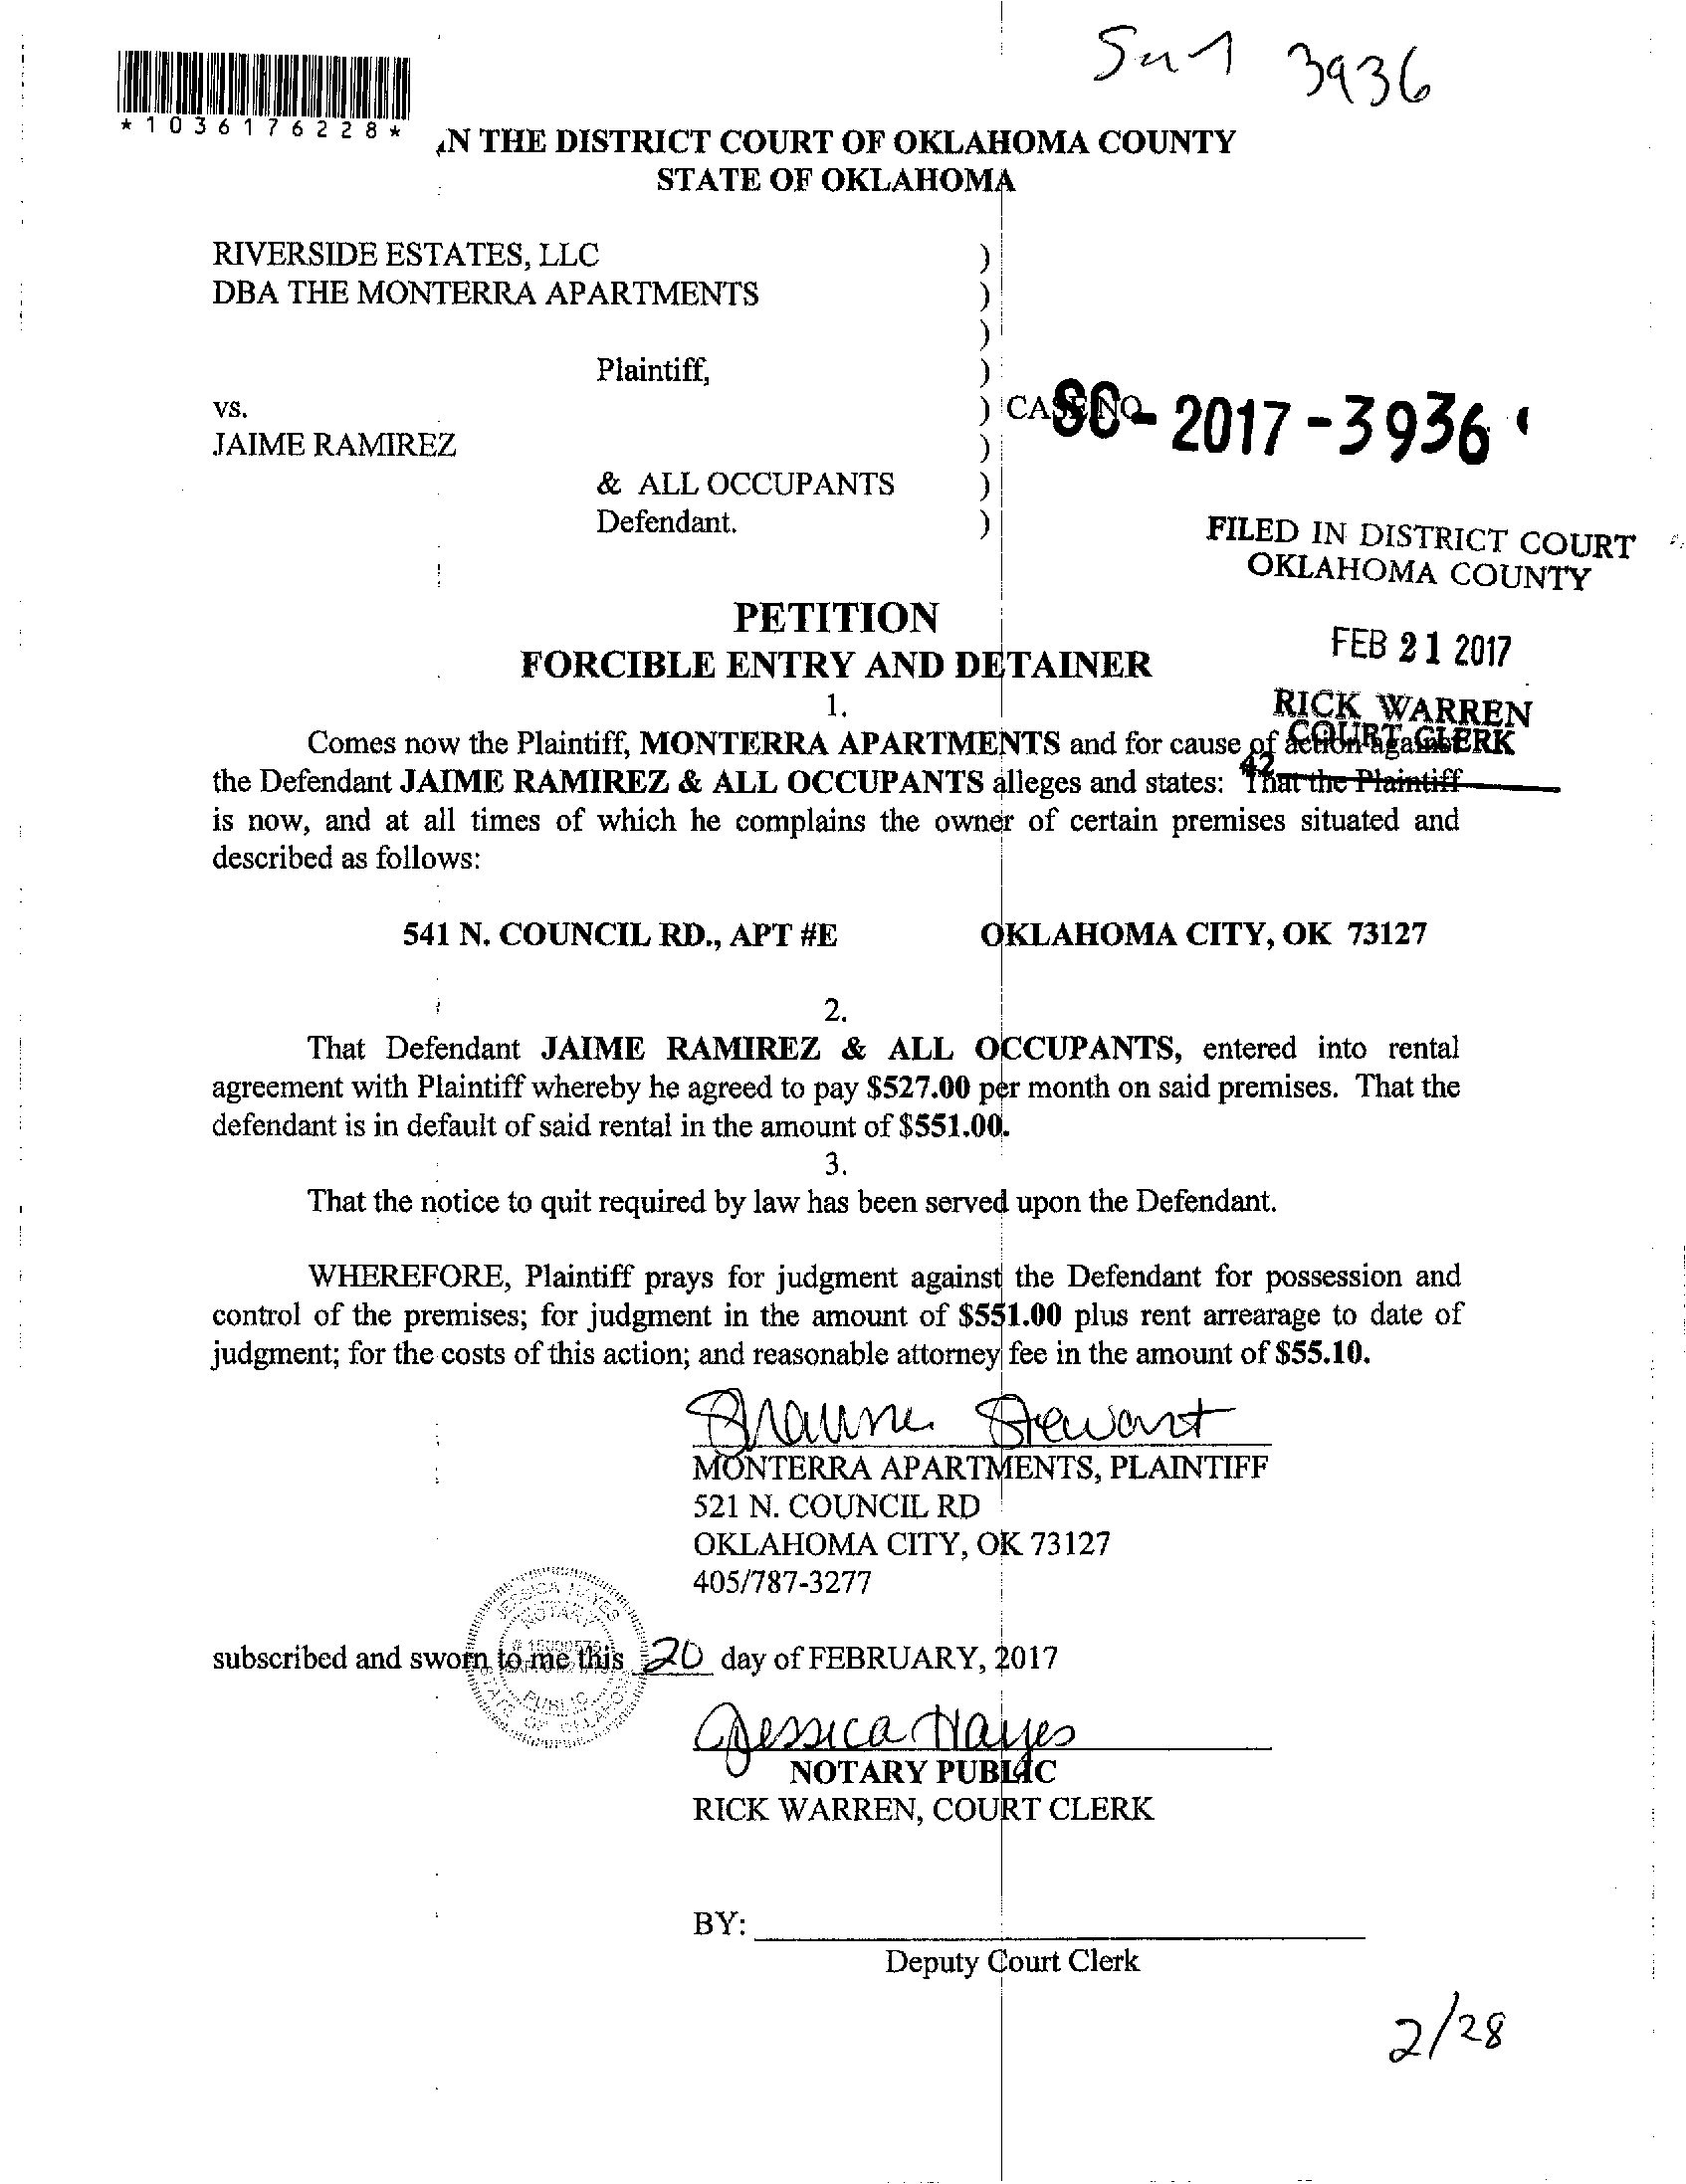 Sn1 3936
*1036176228*
IN THE DISTRICT COURT OF OKLAHOMA COUNTY
STATE OF OKLAHOMA
RIVERSIDE ESTATES, LLC )
DBA THE MONTERRA APARTMENTS )
)
Plaintiff, )
vs. ) CASE NO. SC-2017-3936
JAIME RAMIREZ )
& ALL OCCUPANTS )
Defendant. )
FILED IN DISTRICT COURT
OKLAHOMA COUNTY
FEB 21 2017
RICK WARREN
COURT CLERK
42
PETITION
FORCIBLE ENTRY AND DETAINER
1.
Comes now the Plaintiff, MONTERRA APARTMENTS and for cause of action against
the Defendant JAIME RAMIREZ & ALL OCCUPANTS alleges and states: That the Plaintiff
is now, and at all times of which he complains the owner of certain premises situated and
described as follows:
541 N. COUNCIL RD., APT #E OKLAHOMA CITY, OK 73127
2.
That Defendant JAIME RAMIREZ & ALL OCCUPANTS, entered into rental
agreement with Plaintiff whereby he agreed to pay $527.00 per month on said premises. That the
defendant is in default of said rental in the amount of $551.00.
3.
That the notice to quit required by law has been served upon the Defendant.
WHEREFORE, Plaintiff prays for judgment against the Defendant for possession and
control of the premises; for judgment in the amount of $551.00 plus rent arrearage to date of
judgment; for the costs of this action; and reasonable attorney fee in the amount of $55.10.
Stewart
MONTERRA APARTMENTS, PLAINTIFF
521 N. COUNCIL RD
OKLAHOMA CITY, OK 73127
405/787-3277
JESSICA HAYES
NOTARY
PUBLIC
STATE OF OKLAHOMA
subscribed and sworn to me this 20 day of FEBRUARY, 2017
Jessica Hayes
NOTARY PUBLIC
RICK WARREN, COURT CLERK
BY:
Deputy Court Clerk
2/28